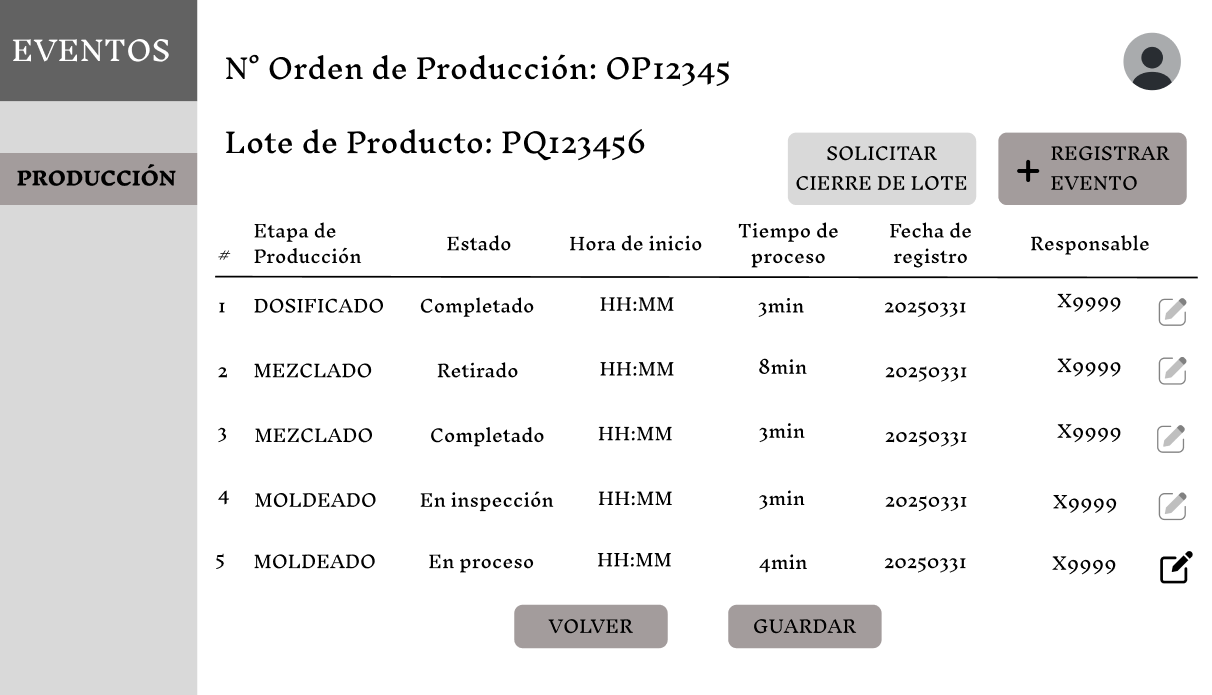 EVENTOS
N° Orden de Producción: OP12345
Lote de Producto: PQ123456
PRODUCCIÓN
SOLICITAR
CIERRE DE LOTE
+ REGISTRAR
EVENTO
# Etapa de Producción Estado Hora de inicio Tiempo de proceso Fecha de registro Responsable
1 DOSIFICADO Completado HH:MM 3min 20250331 X9999
2 MEZCLADO Retirado HH:MM 8min 20250331 X9999
3 MEZCLADO Completado HH:MM 3min 20250331 X9999
4 MOLDEADO En inspección HH:MM 3min 20250331 X9999
5 MOLDEADO En proceso HH:MM 4min 20250331 X9999
VOLVER GUARDAR